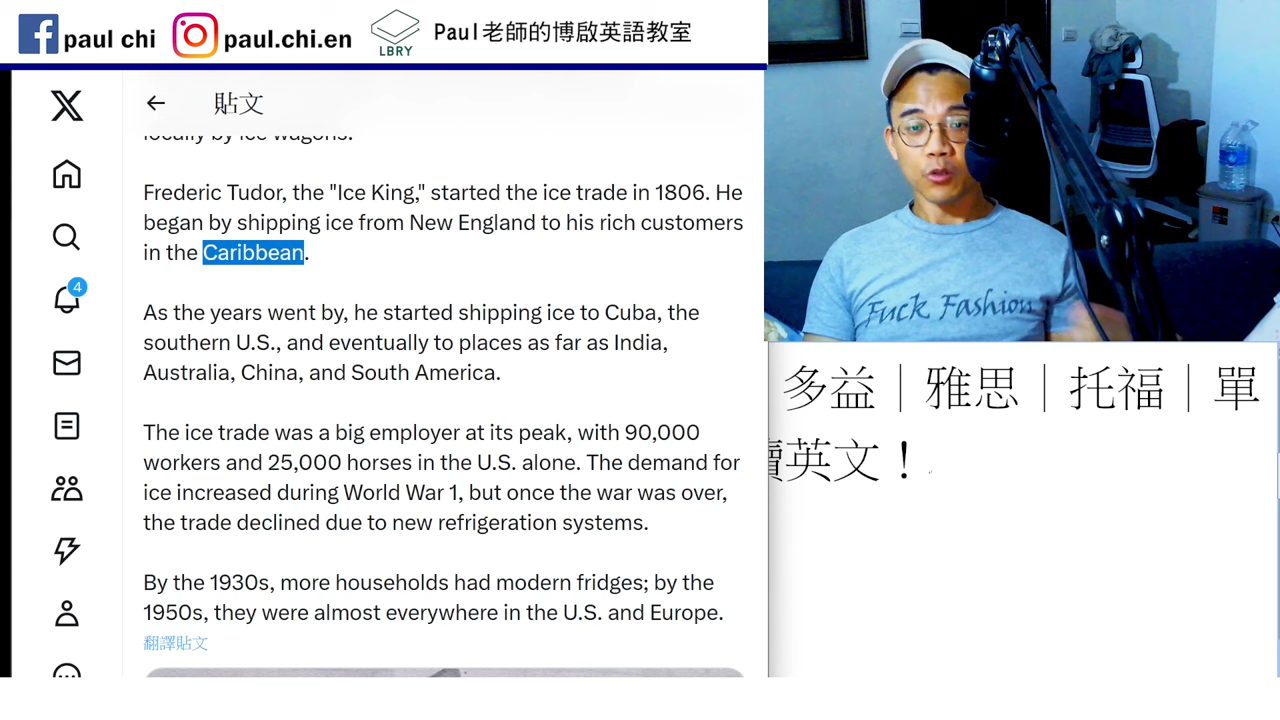 paul chi
paul.chi.en
LBRY
Paul老師的博啟英語教室
貼文
locally by ice wagons.
Frederic Tudor, the "Ice King," started the ice trade in 1806. He
began by shipping ice from New England to his rich customers
in the Caribbean.
4
As the years went by, he started shipping ice to Cuba, the
southern U.S., and eventually to places as far as India,
Australia, China, and South America.
The ice trade was a big employer at its peak, with 90,000
workers and 25,000 horses in the U.S. alone. The demand for
ice increased during World War 1, but once the war was over,
the trade declined due to new refrigeration systems.
By the 1930s, more households had modern fridges; by the
1950s, they were almost everywhere in the U.S. and Europe.
翻譯貼文
Fuck Fashion
多益｜雅思｜托福｜單
讀英文！